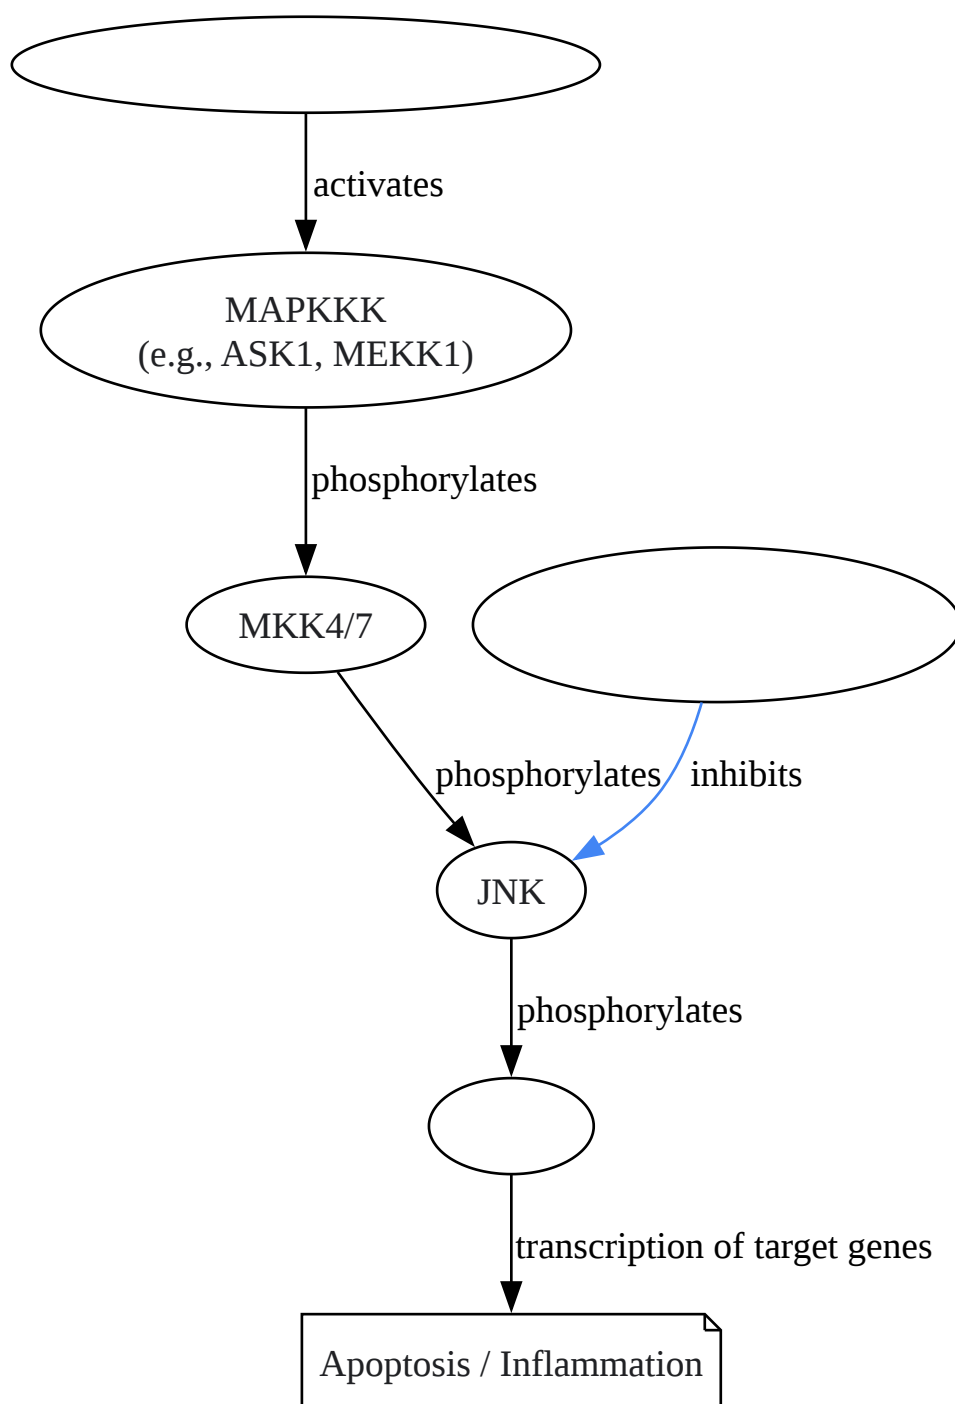 activates
MAPKKK
(e.g., ASK1, MEKK1)
phosphorylates
MKK4/7
phosphorylates
inhibits
JNK
phosphorylates
transcription of target genes
Apoptosis / Inflammation